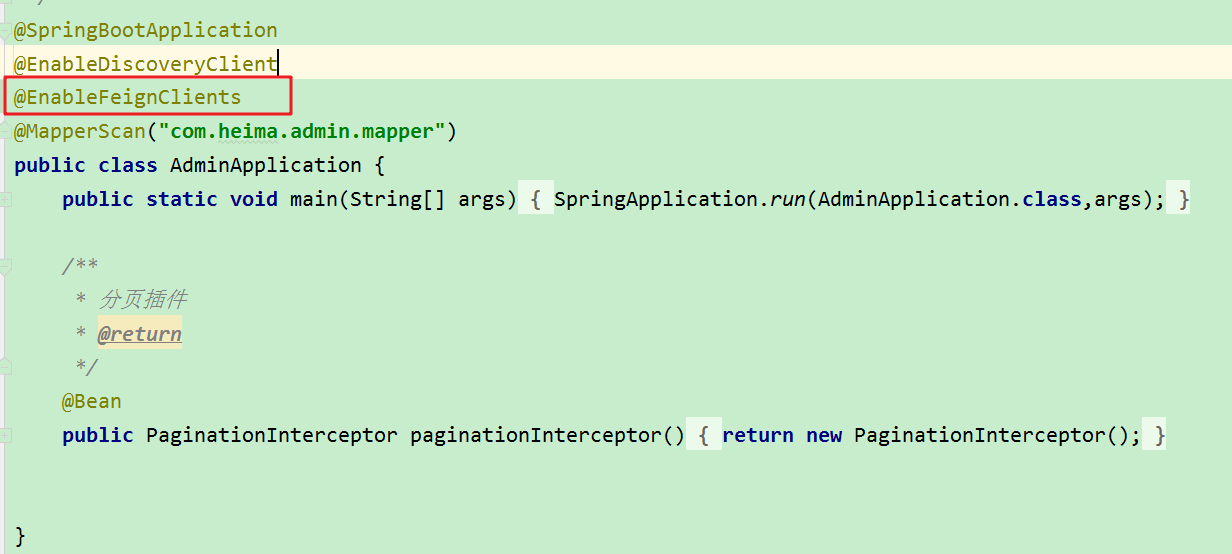 */
@SpringBootApplication
@EnableDiscoveryClient
@EnableFeignClients
@MapperScan("com.heima.admin.mapper")
public class AdminApplication {
    public static void main(String[] args) { SpringApplication.run(AdminApplication.class,args); }
    /**
     * 分页插件
     * @return
     */
    @Bean
    public PaginationInterceptor paginationInterceptor() { return new PaginationInterceptor(); }
}